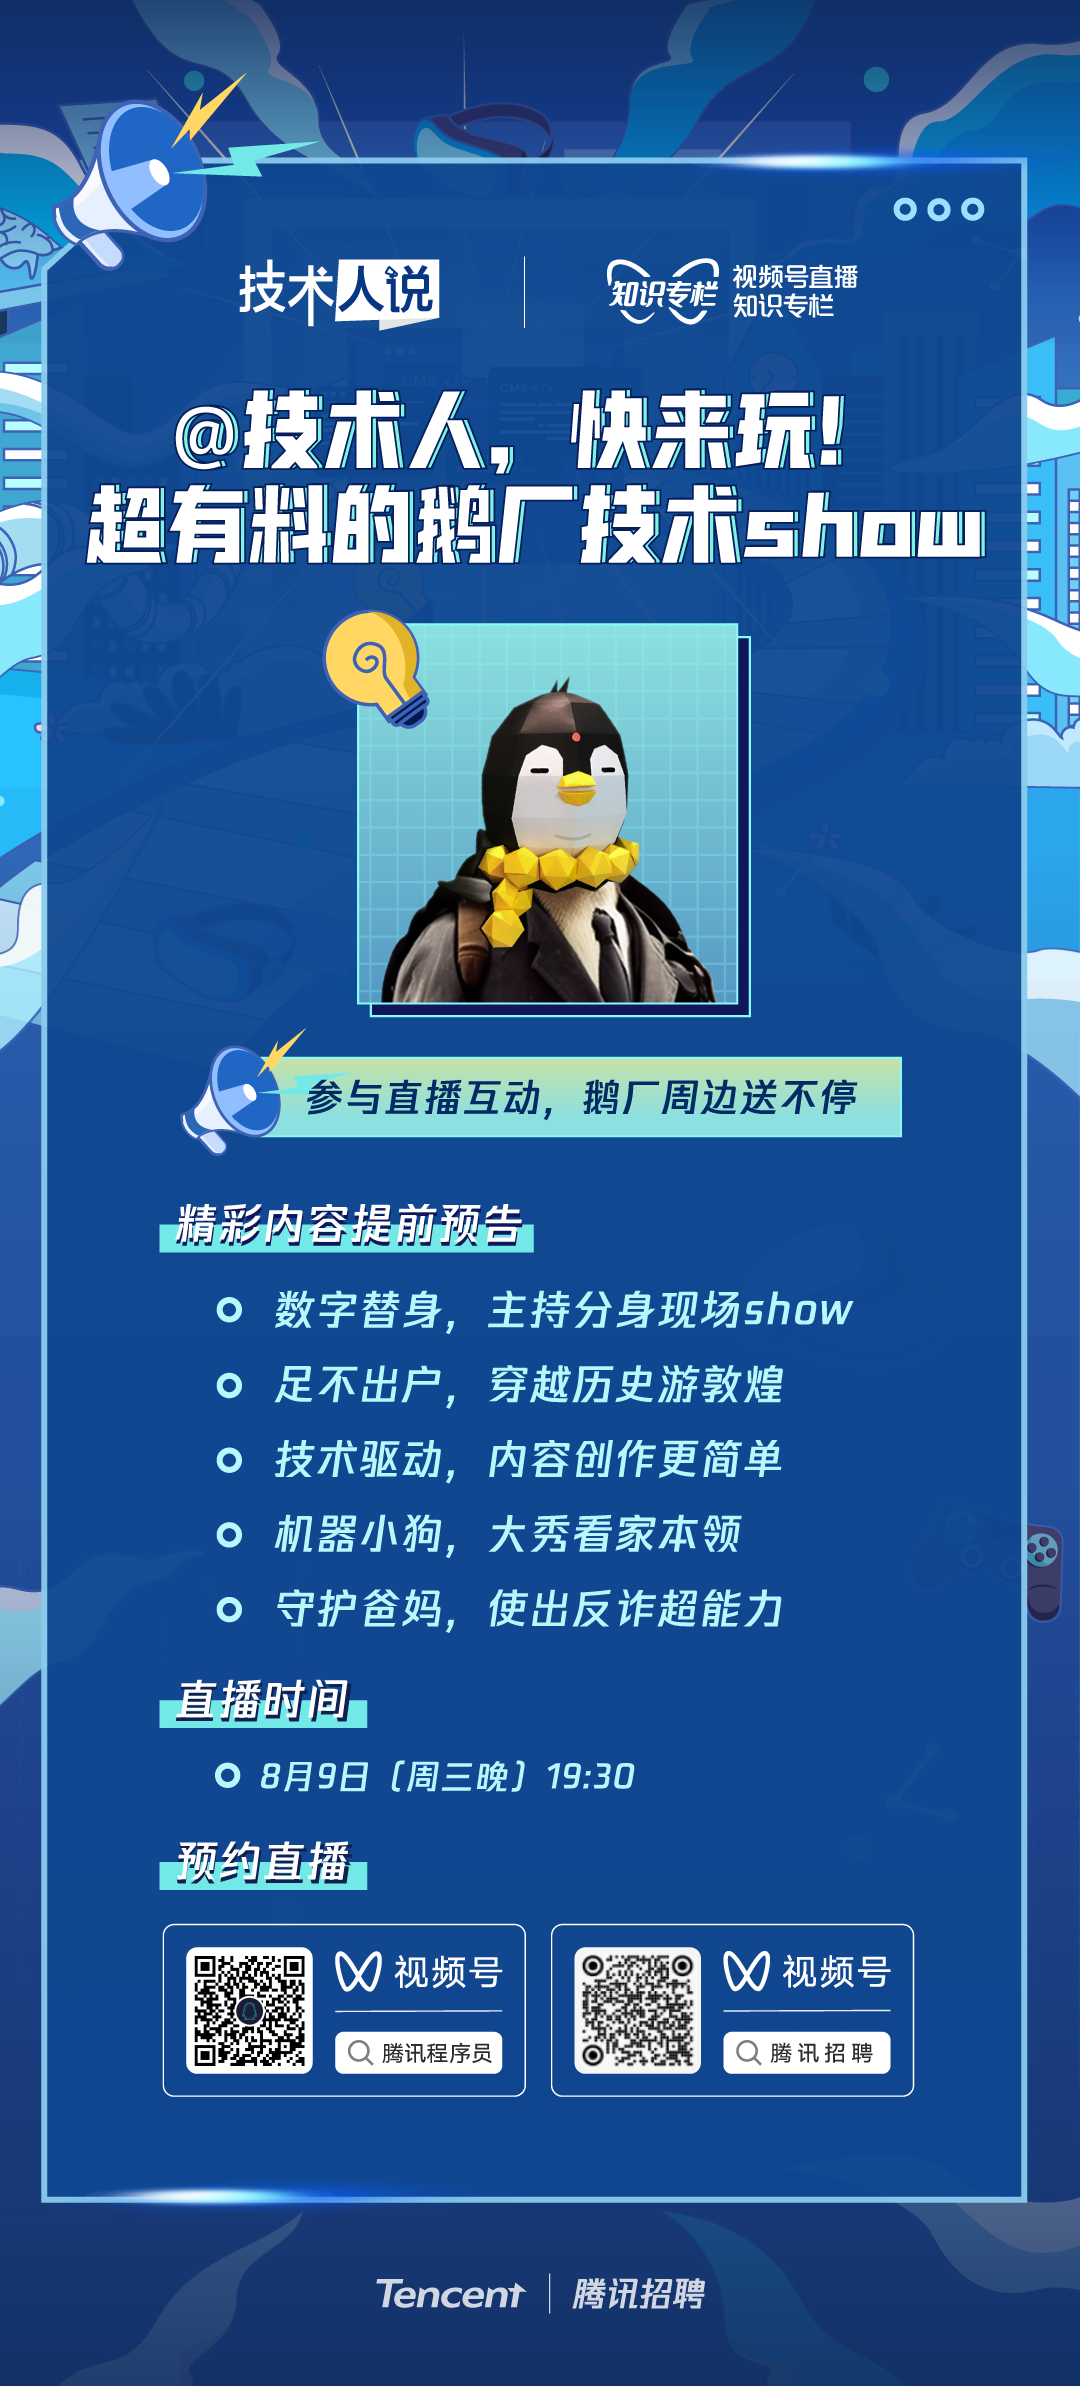 技术人说
知识专栏
视频号直播
知识专栏
@技术人，快来玩！
超有料的鹅厂技术show
参与直播互动，鹅厂周边送不停
精彩内容提前预告
数字替身，主持分身现场show
足不出户，穿越历史游敦煌
技术驱动，内容创作更简单
机器小狗，大秀看家本领
守护爸妈，使出反诈超能力
直播时间
8月9日（周三晚）19:30
预约直播
视频号
腾讯程序员
视频号
腾讯招聘
Tencent
腾讯招聘